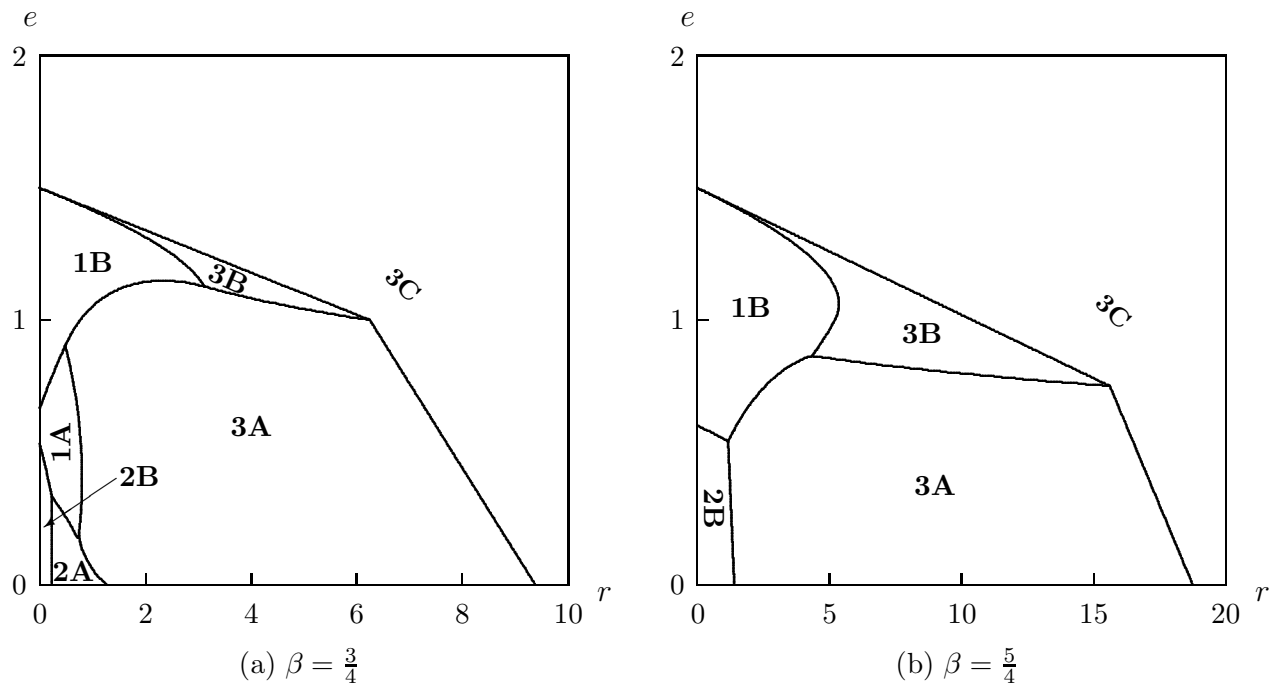 e
2
1
0
1B
3B
3C
1A
3A
2B
2A
0 2 4 6 8 10 r
(a) β = 3/4
e
2
1
0
1B
3B
3C
2B
3A
0 5 10 15 20 r
(b) β = 5/4